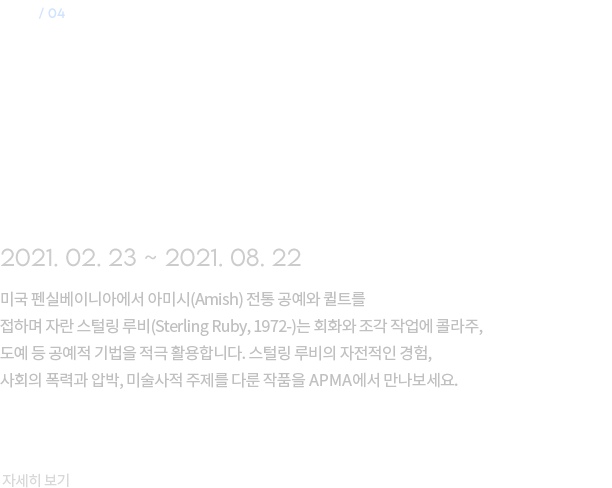 / 04
2021. 02. 23 ~ 2021. 08. 22
미국 펜실베이니아에서 아미시(Amish) 전통 공예와 퀼트를
접하며 자란 스털링 루비(Sterling Ruby, 1972-)는 회화와 조각 작업에 콜라주,
도예 등 공예적 기법을 적극 활용합니다. 스털링 루비의 자전적인 경험,
사회의 폭력과 압박, 미술사적 주제를 다룬 작품을 APMA에서 만나보세요.
자세히 보기